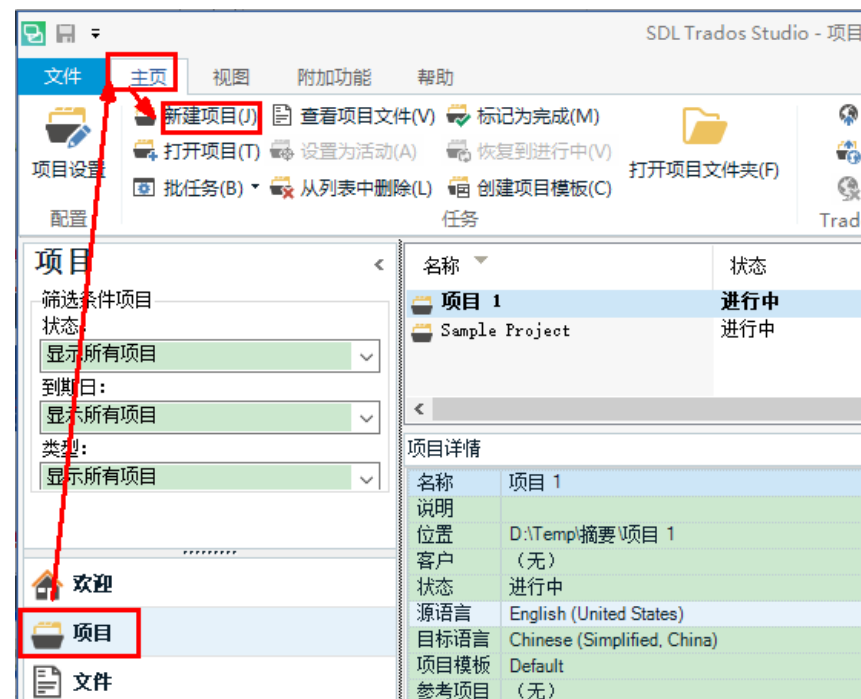 SDL Trados Studio - 项目
文件 主页 视图 附加功能 帮助
新建项目(J) 查看项目文件(V) 标记为完成(M)
打开项目(T) 设置为活动(A) 恢复到进行中(V)
项目设置 打开项目文件夹(F)
批任务(B) 从列表中删除(L) 创建项目模板(C)
配置 任务 Trad
项目
名称 状态
筛选条件项目
项目 1 进行中
状态:
Sample Project 进行中
显示所有项目
到期日:
显示所有项目
类型:
显示所有项目
项目详情
名称 项目 1
说明
位置 D:\Temp\摘要\项目 1
客户 （无）
状态 进行中
源语言 English (United States)
目标语言 Chinese (Simplified, China)
项目模板 Default
参考项目 （无）
欢迎
项目
文件